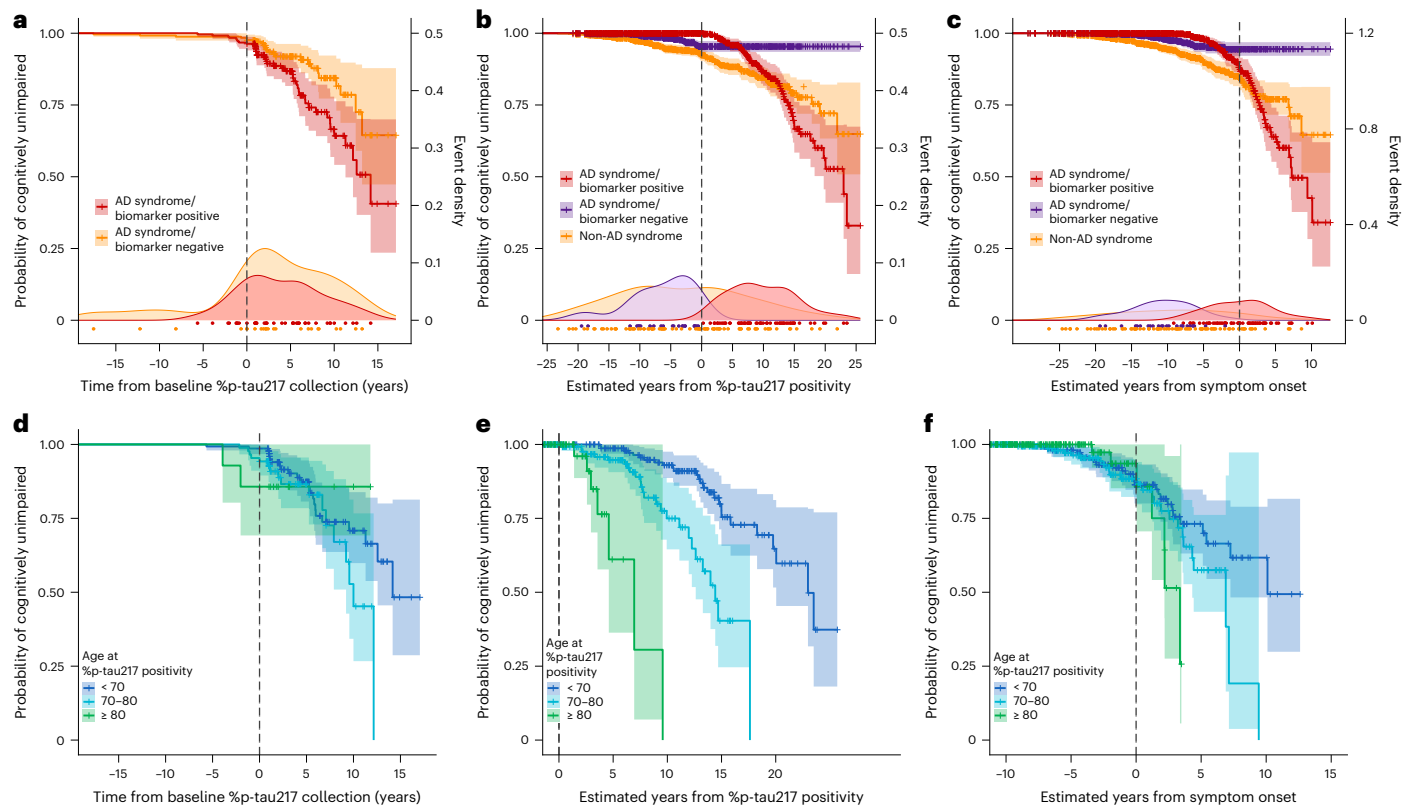 a
1.00
0.75
0.50
0.25
0
Probability of cognitively unimpaired
0.5
0.4
0.3
0.2
0.1
0
Event density
AD syndrome/
biomarker positive
AD syndrome/
biomarker negative
−15
−10
−5
0
5
10
15
Time from baseline %p-tau217 collection (years)
b
1.00
0.75
0.50
0.25
0
Probability of cognitively unimpaired
0.5
0.4
0.3
0.2
0.1
0
Event density
AD syndrome/
biomarker positive
AD syndrome/
biomarker negative
Non-AD syndrome
−25
−20
−15
−10
−5
0
5
10
15
20
25
Estimated years from %p-tau217 positivity
c
1.00
0.75
0.50
0.25
0
Probability of cognitively unimpaired
1.2
0.8
0.4
0
Event density
AD syndrome/
biomarker positive
AD syndrome/
biomarker negative
Non-AD syndrome
−30
−25
−20
−15
−10
−5
0
5
10
Estimated years from symptom onset
d
1.00
0.75
0.50
0.25
0
Probability of cognitively unimpaired
Age at
%p-tau217 positivity
< 70
70–80
≥ 80
−15
−10
−5
0
5
10
15
Time from baseline %p-tau217 collection (years)
e
1.00
0.75
0.50
0.25
0
Probability of cognitively unimpaired
Age at
%p-tau217
positivity
< 70
70–80
≥ 80
0
5
10
15
20
Estimated years from %p-tau217 positivity
f
1.00
0.75
0.50
0.25
0
Probability of cognitively unimpaired
Age at
%p-tau217 positivity
< 70
70–80
≥ 80
−10
−5
0
5
10
15
Estimated years from symptom onset